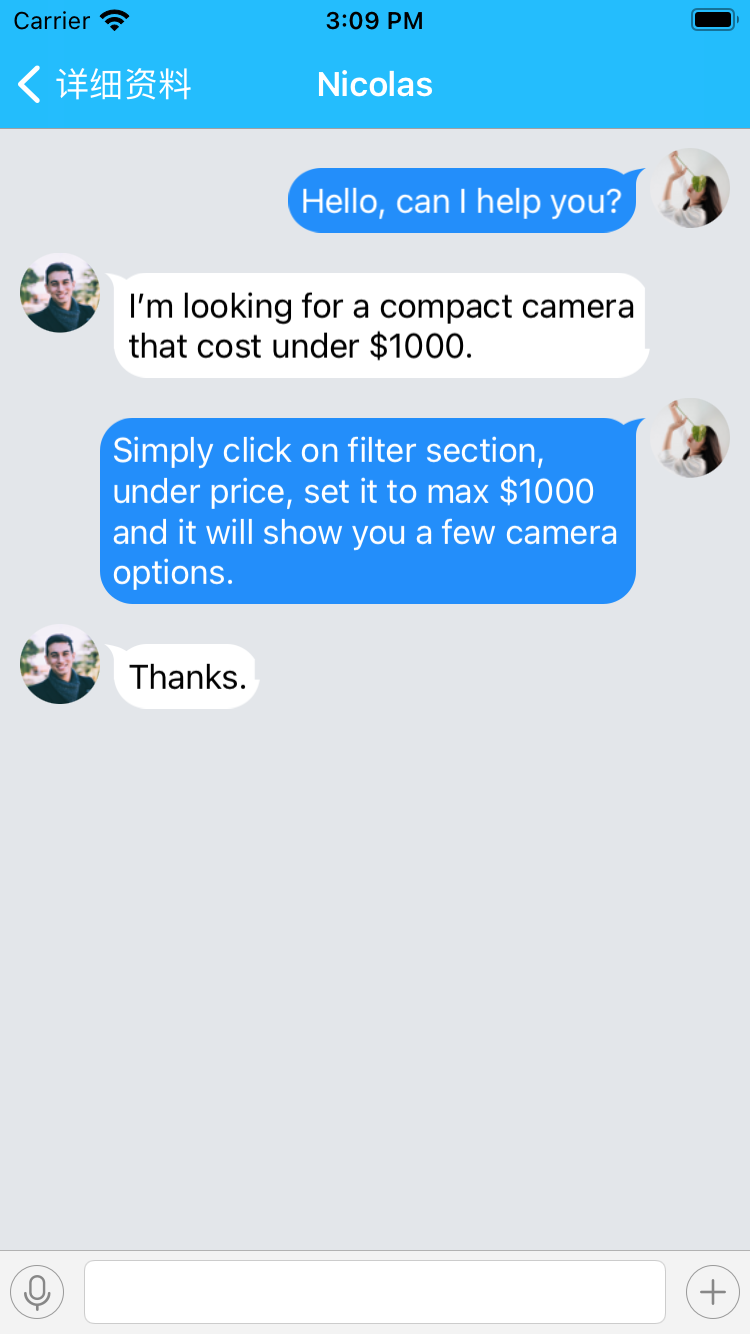 Carrier 3:09 PM
详细资料 Nicolas
Hello, can I help you?
I’m looking for a compact camera
that cost under $1000.
Simply click on filter section,
under price, set it to max $1000
and it will show you a few camera
options.
Thanks.